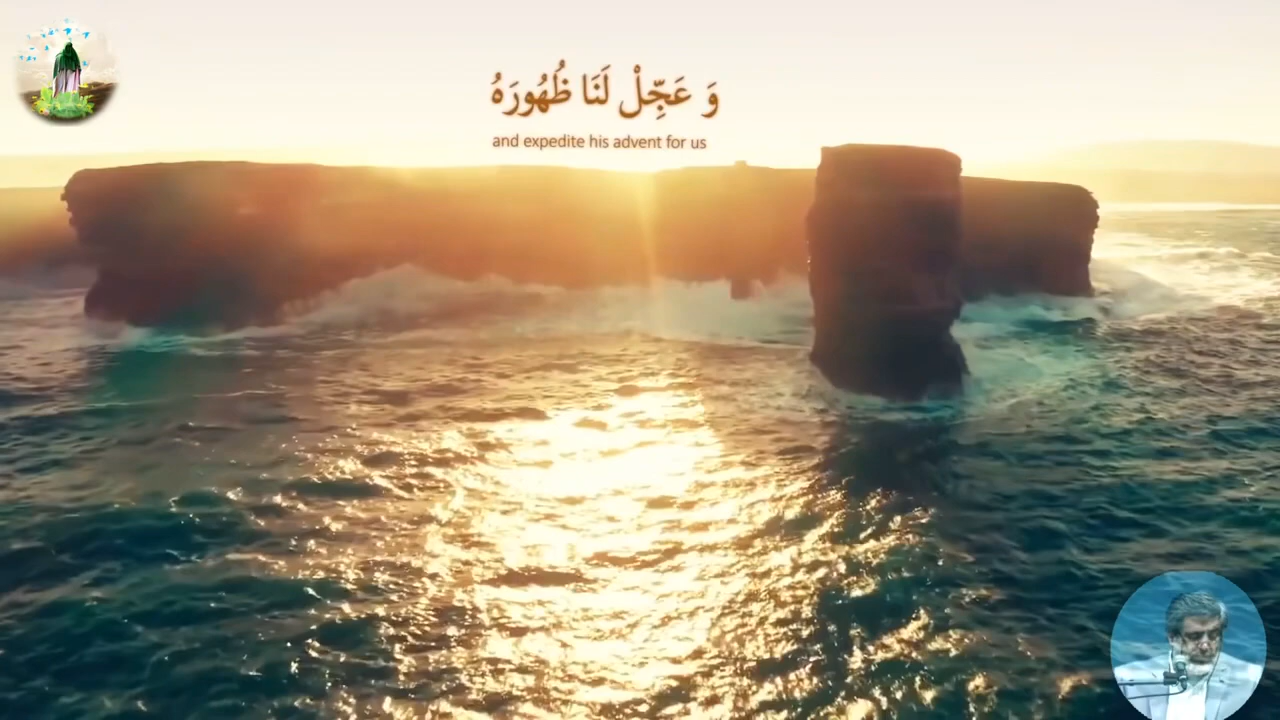 وَ عَجِّلْ لَنَا ظُهُورَهُ
and expedite his advent for us